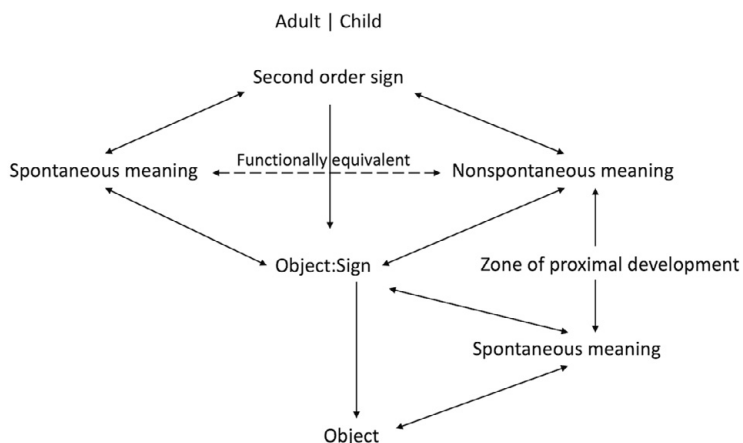 Adult | Child
Second order sign
Functionally equivalent
Spontaneous meaning
Nonspontaneous meaning
Object:Sign
Zone of proximal development
Spontaneous meaning
Object